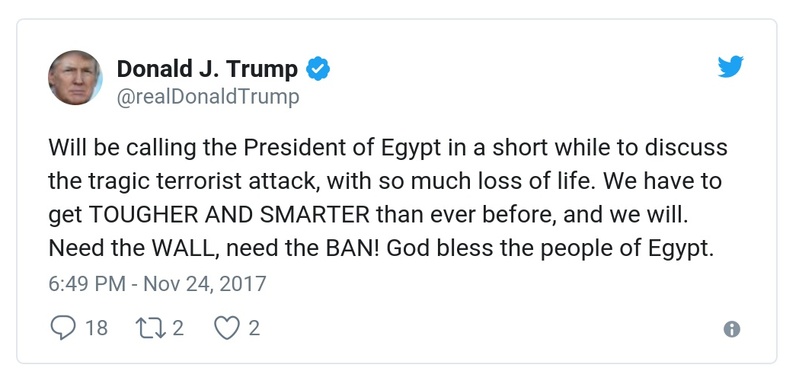 Donald J. Trump
@realDonaldTrump
Will be calling the President of Egypt in a short while to discuss
the tragic terrorist attack, with so much loss of life. We have to
get TOUGHER AND SMARTER than ever before, and we will.
Need the WALL, need the BAN! God bless the people of Egypt.
6:49 PM - Nov 24, 2017
18 2 2